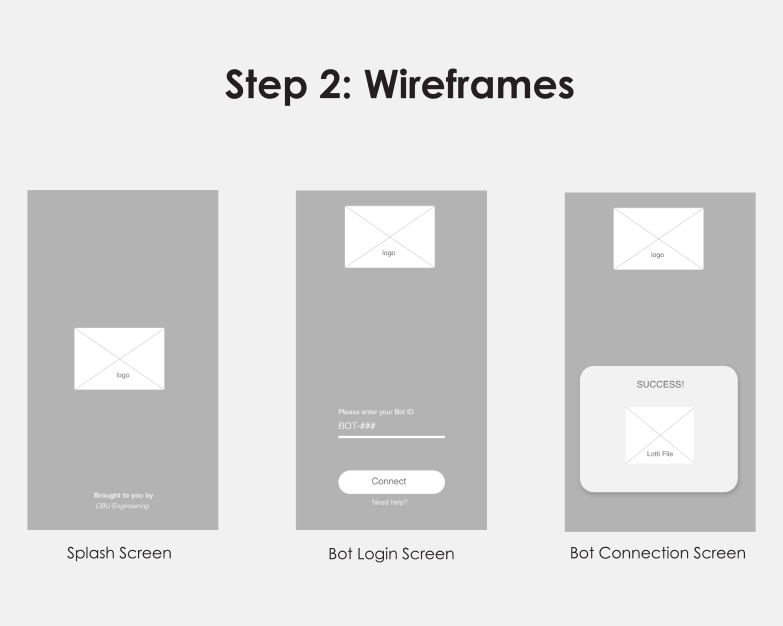 Step 2: Wireframes
logo
Brought to you by
CBU Engineering
Splash Screen
logo
Please enter your Bot ID
BOT-###
Connect
Need help?
Bot Login Screen
logo
SUCCESS!
Lotti File
Bot Connection Screen